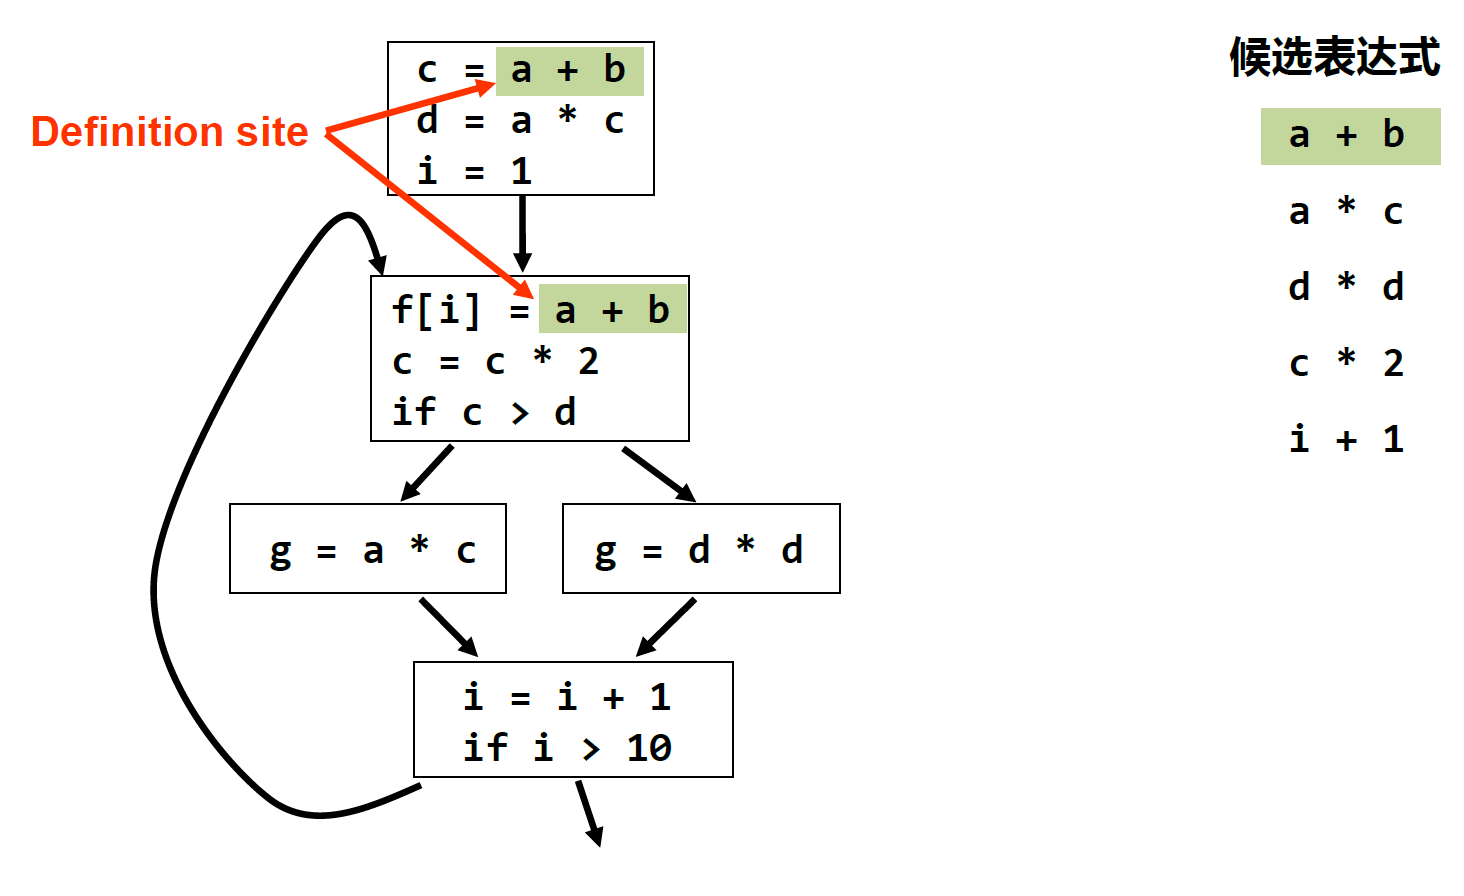 c = a + b
d = a * c
i = 1
Definition site
f[i] = a + b
c = c * 2
if c > d
g = a * c
g = d * d
i = i + 1
if i > 10
候选表达式
a + b
a * c
d * d
c * 2
i + 1